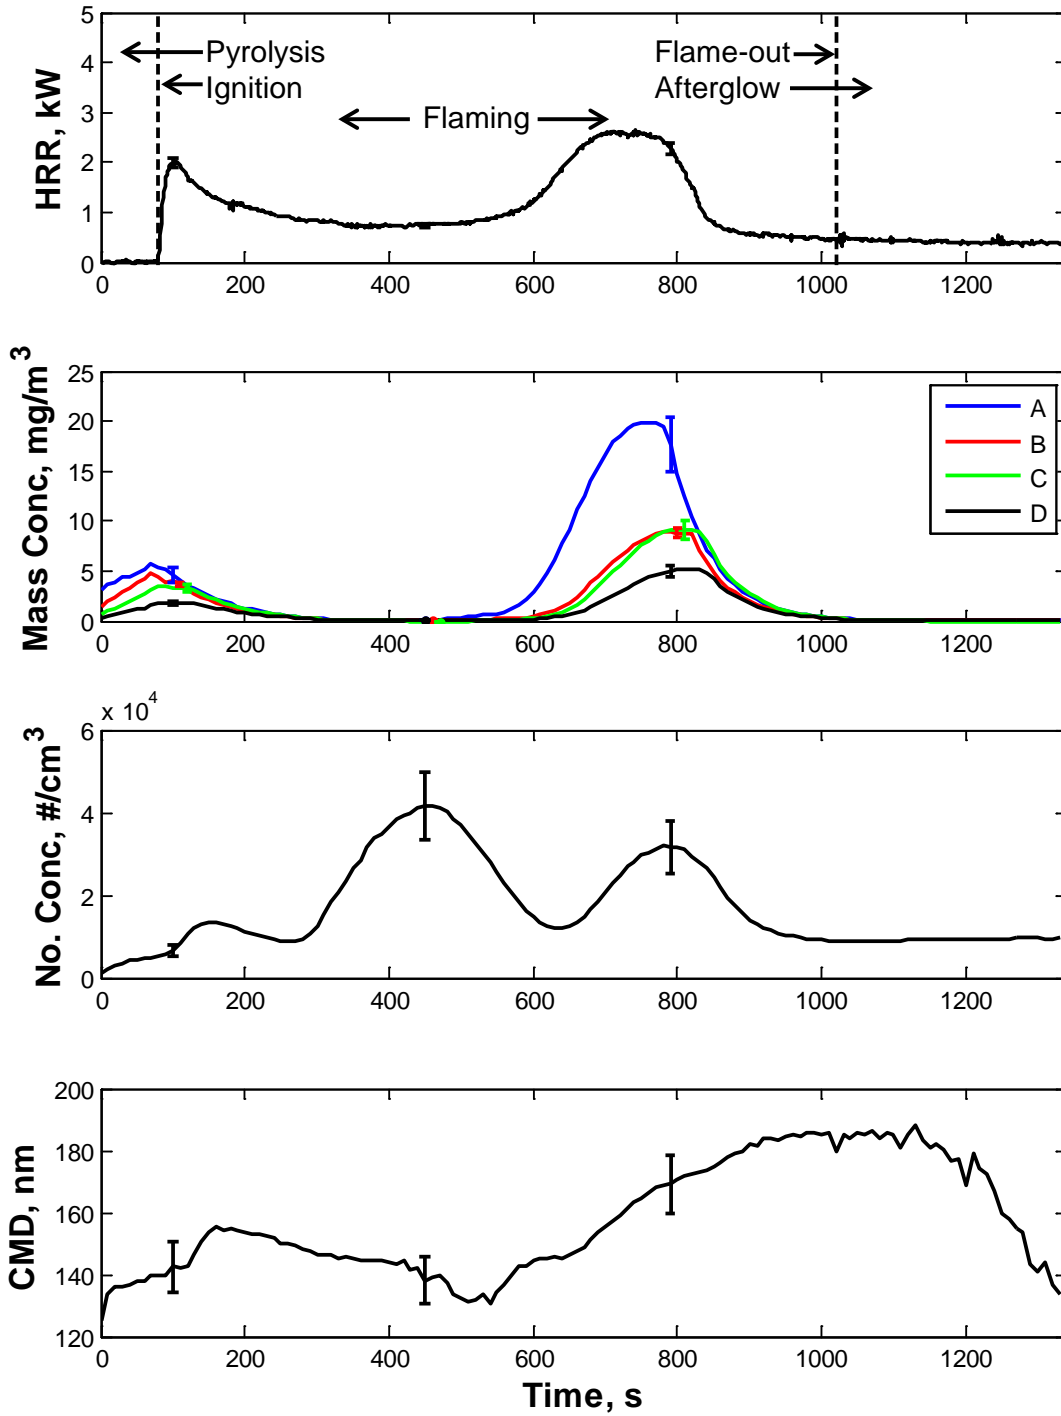 HRR, kW
5
4
3
2
1
0
Pyrolysis
Ignition
Flaming
Flame-out
Afterglow
0 200 400 600 800 1000 1200
Mass Conc, mg/m³
25
20
15
10
5
0
A
B
C
D
0 200 400 600 800 1000 1200
No. Conc, #/cm³
x 10⁴
6
4
2
0
0 200 400 600 800 1000 1200
CMD, nm
200
180
160
140
120
0 200 400 600 800 1000 1200
Time, s